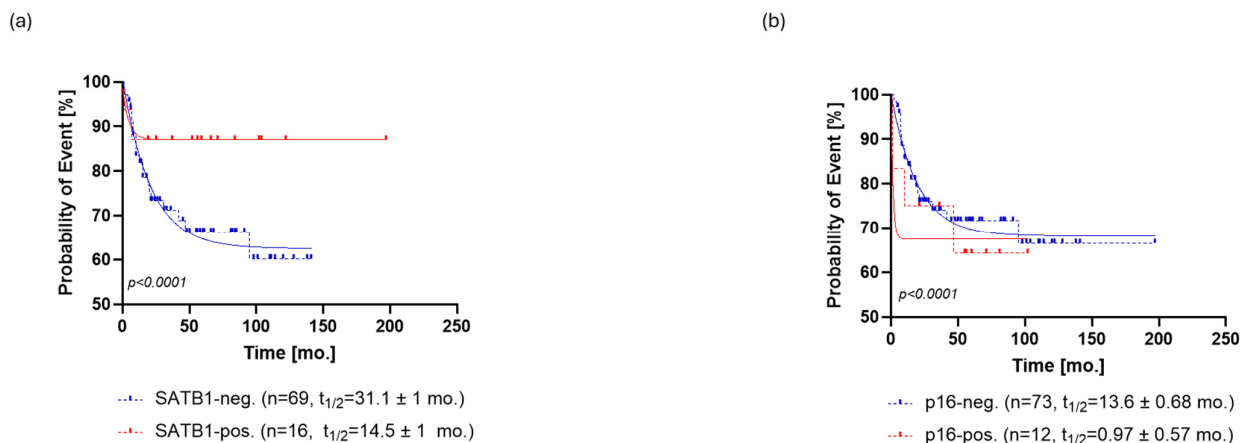 (a)
(b)
Probability of Event [%]
100
90
80
70
60
50
p<0.0001
0 50 100 150 200 250
Time [mo.]
SATB1-neg. (n=69, t1/2=31.1 ± 1 mo.)
SATB1-pos. (n=16, t1/2=14.5 ± 1 mo.)
Probability of Event [%]
100
90
80
70
60
50
p<0.0001
0 50 100 150 200 250
Time [mo.]
p16-neg. (n=73, t1/2=13.6 ± 0.68 mo.)
p16-pos. (n=12, t1/2=0.97 ± 0.57 mo.)